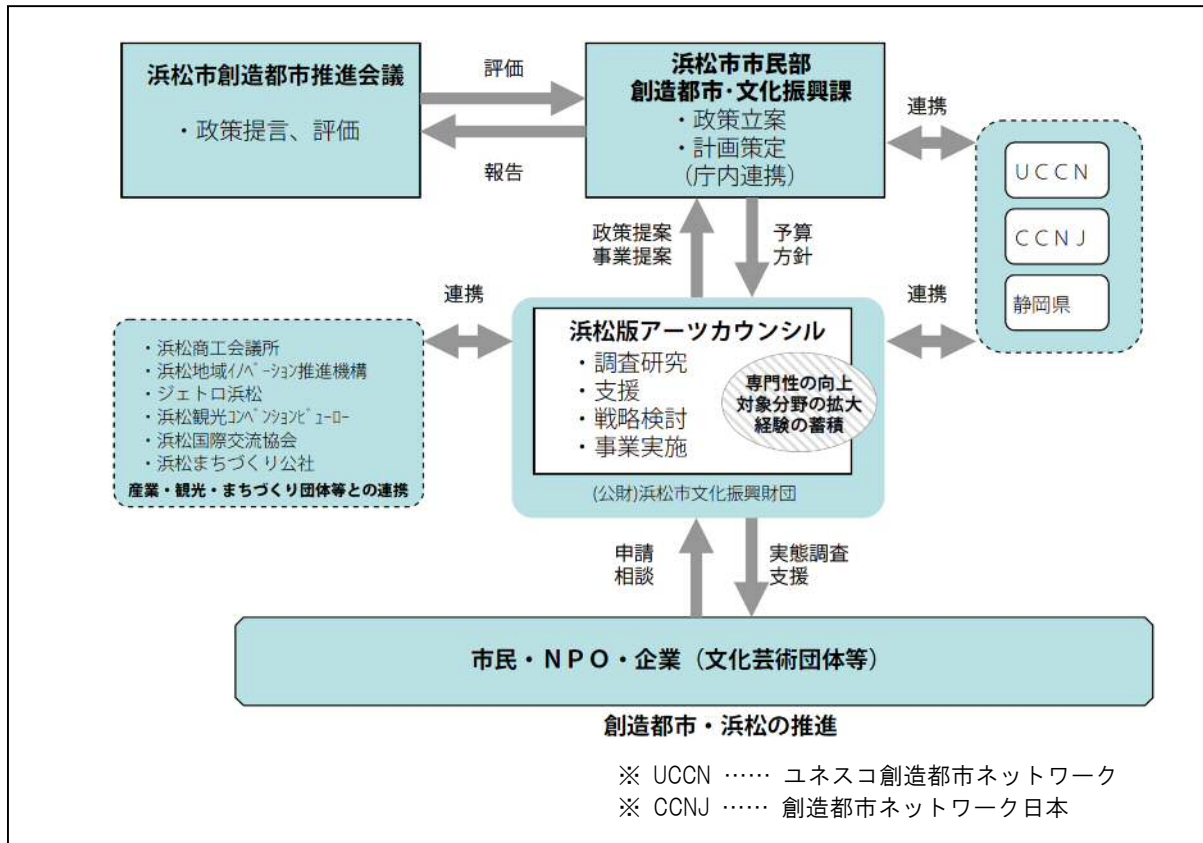 浜松市創造都市推進会議
・政策提言、評価
評価
報告
浜松市市民部
創造都市・文化振興課
・政策立案
・計画策定
(庁内連携)
連携
UCCN
CCNJ
静岡県
政策提案
事業提案
予算
方針
連携
連携
・浜松商工会議所
・浜松地域ｲﾉﾍﾞｰｼｮﾝ推進機構
・ジェトロ浜松
・浜松観光ｺﾝﾍﾞﾝｼｮﾝﾋﾞｭｰﾛｰ
・浜松国際交流協会
・浜松まちづくり公社
産業・観光・まちづくり団体等との連携
浜松版アーツカウンシル
・調査研究
・支援
・戦略検討
・事業実施
専門性の向上
対象分野の拡大
経験の蓄積
(公財)浜松市文化振興財団
申請
相談
実態調査
支援
市民・ＮＰＯ・企業（文化芸術団体等）
創造都市・浜松の推進
※ UCCN …… ユネスコ創造都市ネットワーク
※ CCNJ …… 創造都市ネットワーク日本